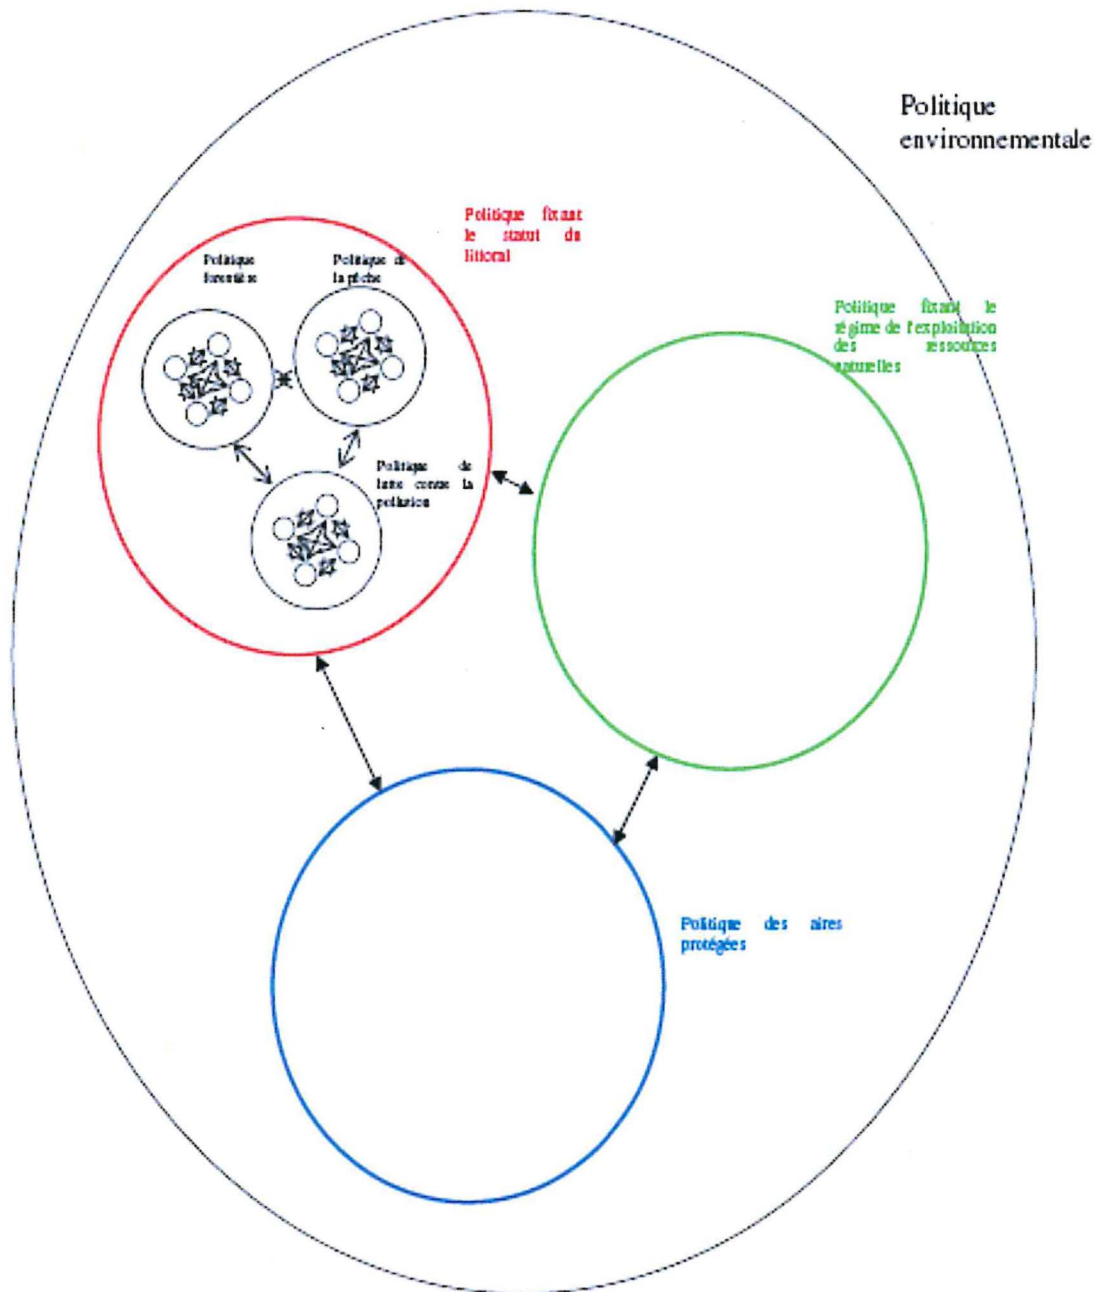 Politique
environnementale
Politique fixant
le statut du
littoral
Politique
forestière
Politique de
la pêche
Politique fixant le
régime de l'exploitation
des ressources
naturelles
Politique de
lutte contre la
pollution
Politique des aires
protégées